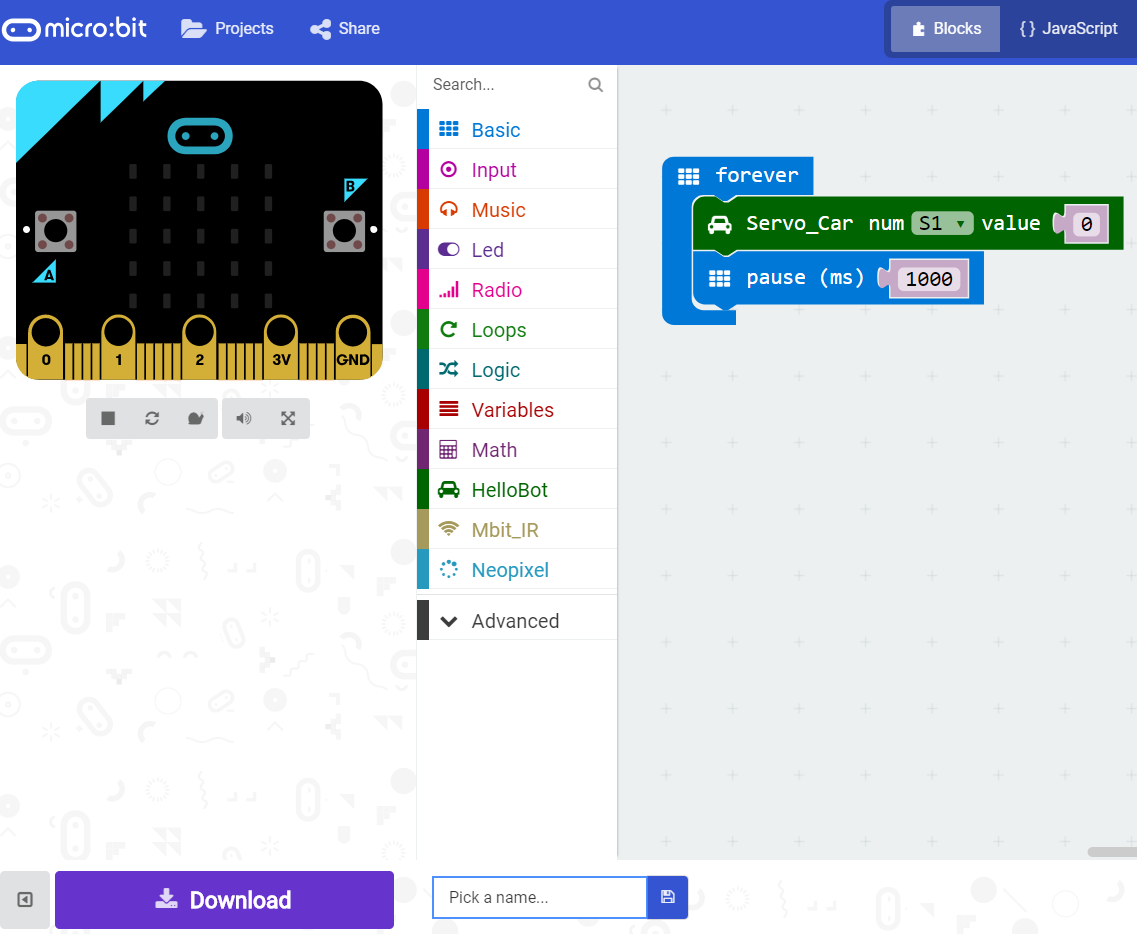 micro:bit Projects Share Blocks {} JavaScript
Search...
Basic
Input
Music
Led
Radio
Loops
Logic
Variables
Math
HelloBot
Mbit_IR
Neopixel
Advanced
B
A
0 1 2 3V GND
forever
Servo_Car num S1 value 0
pause (ms) 1000
Download
Pick a name...